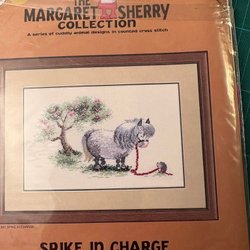 THE
MARGARET SHERRY
COLLECTION
A series of cuddly animal designs in counted cross stitch
SPIKE IN CHARGE